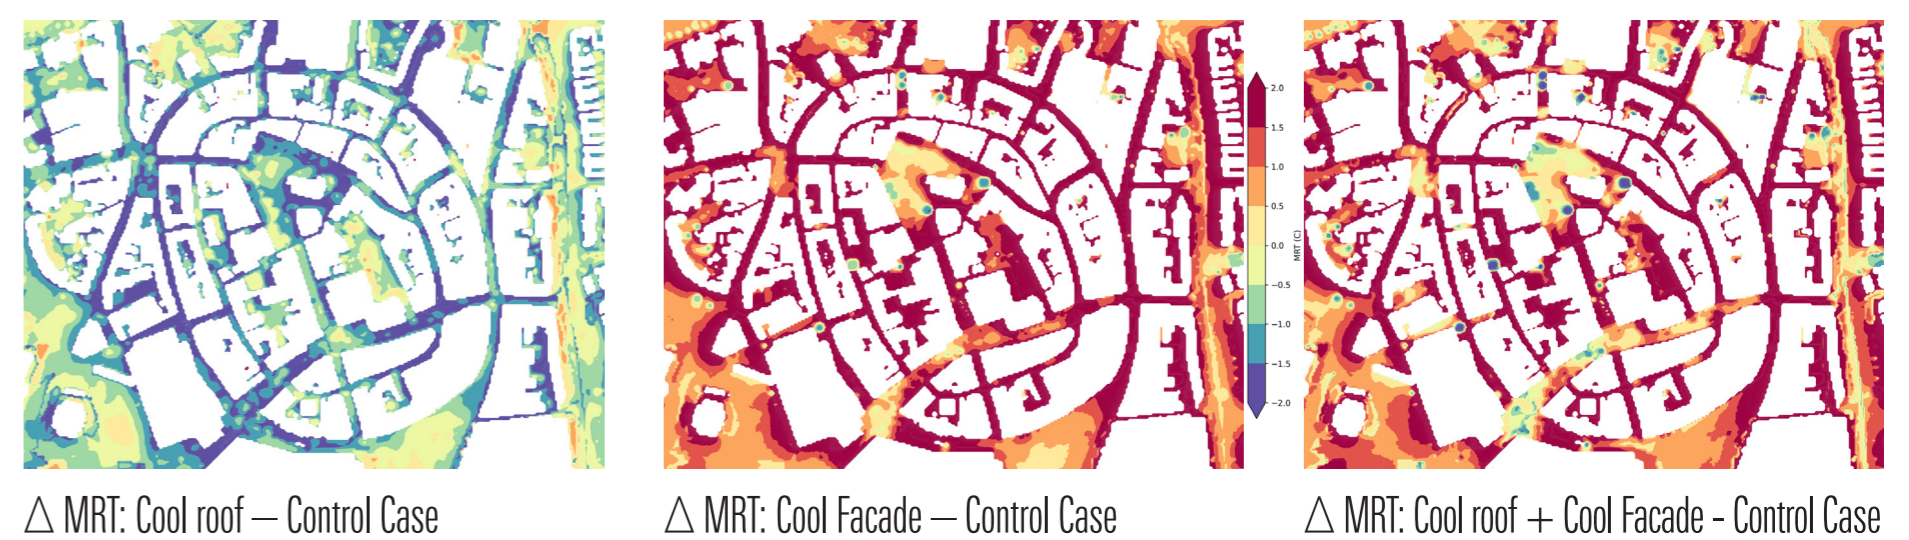 2.0
1.5
1.0
0.5
0.0
−0.5
−1.0
−1.5
−2.0
MRT (C)
△ MRT: Cool roof – Control Case
△ MRT: Cool Facade – Control Case
△ MRT: Cool roof + Cool Facade - Control Case